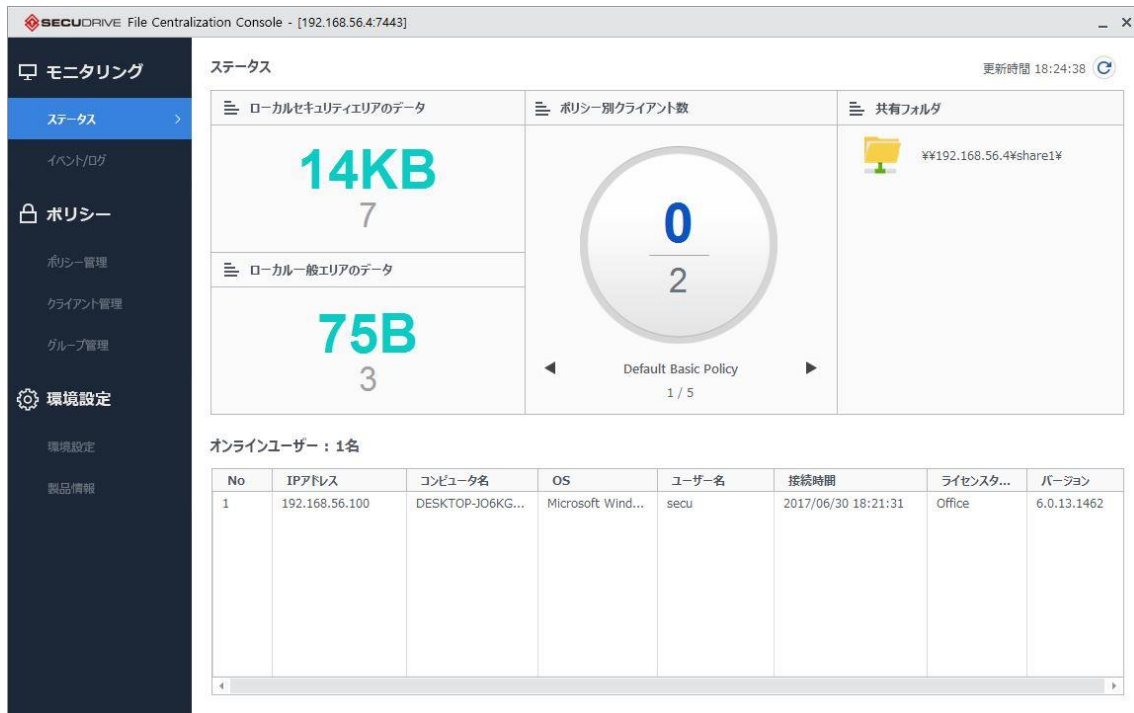 SECUDRIVE File Centralization Console - [192.168.56.4:7443]
モニタリング
ステータス
イベント/ログ
ポリシー
ポリシー管理
クライアント管理
グループ管理
環境設定
環境設定
製品情報
ステータス
更新時間 18:24:38
ローカルセキュリティエリアのデータ
14KB
7
ローカル一般エリアのデータ
75B
3
ポリシー別クライアント数
0
2
Default Basic Policy
1 / 5
共有フォルダ
¥¥192.168.56.4¥share1¥
オンラインユーザー : 1名
No IPアドレス コンピュータ名 OS ユーザー名 接続時間 ライセンスタ... バージョン
1 192.168.56.100 DESKTOP-JO6KG... Microsoft Wind... secu 2017/06/30 18:21:31 Office 6.0.13.1462